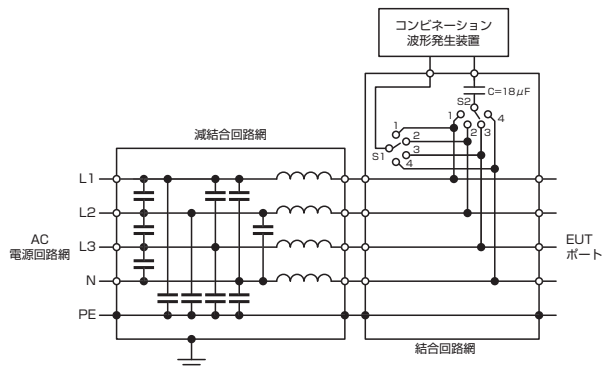 コンビネーション
波形発生装置
C=18μF
S2
1
4
2
3
1
2
3
4
S1
減結合回路網
L1
L2
AC
電源回路網
L3
N
PE
EUT
ポート
結合回路網